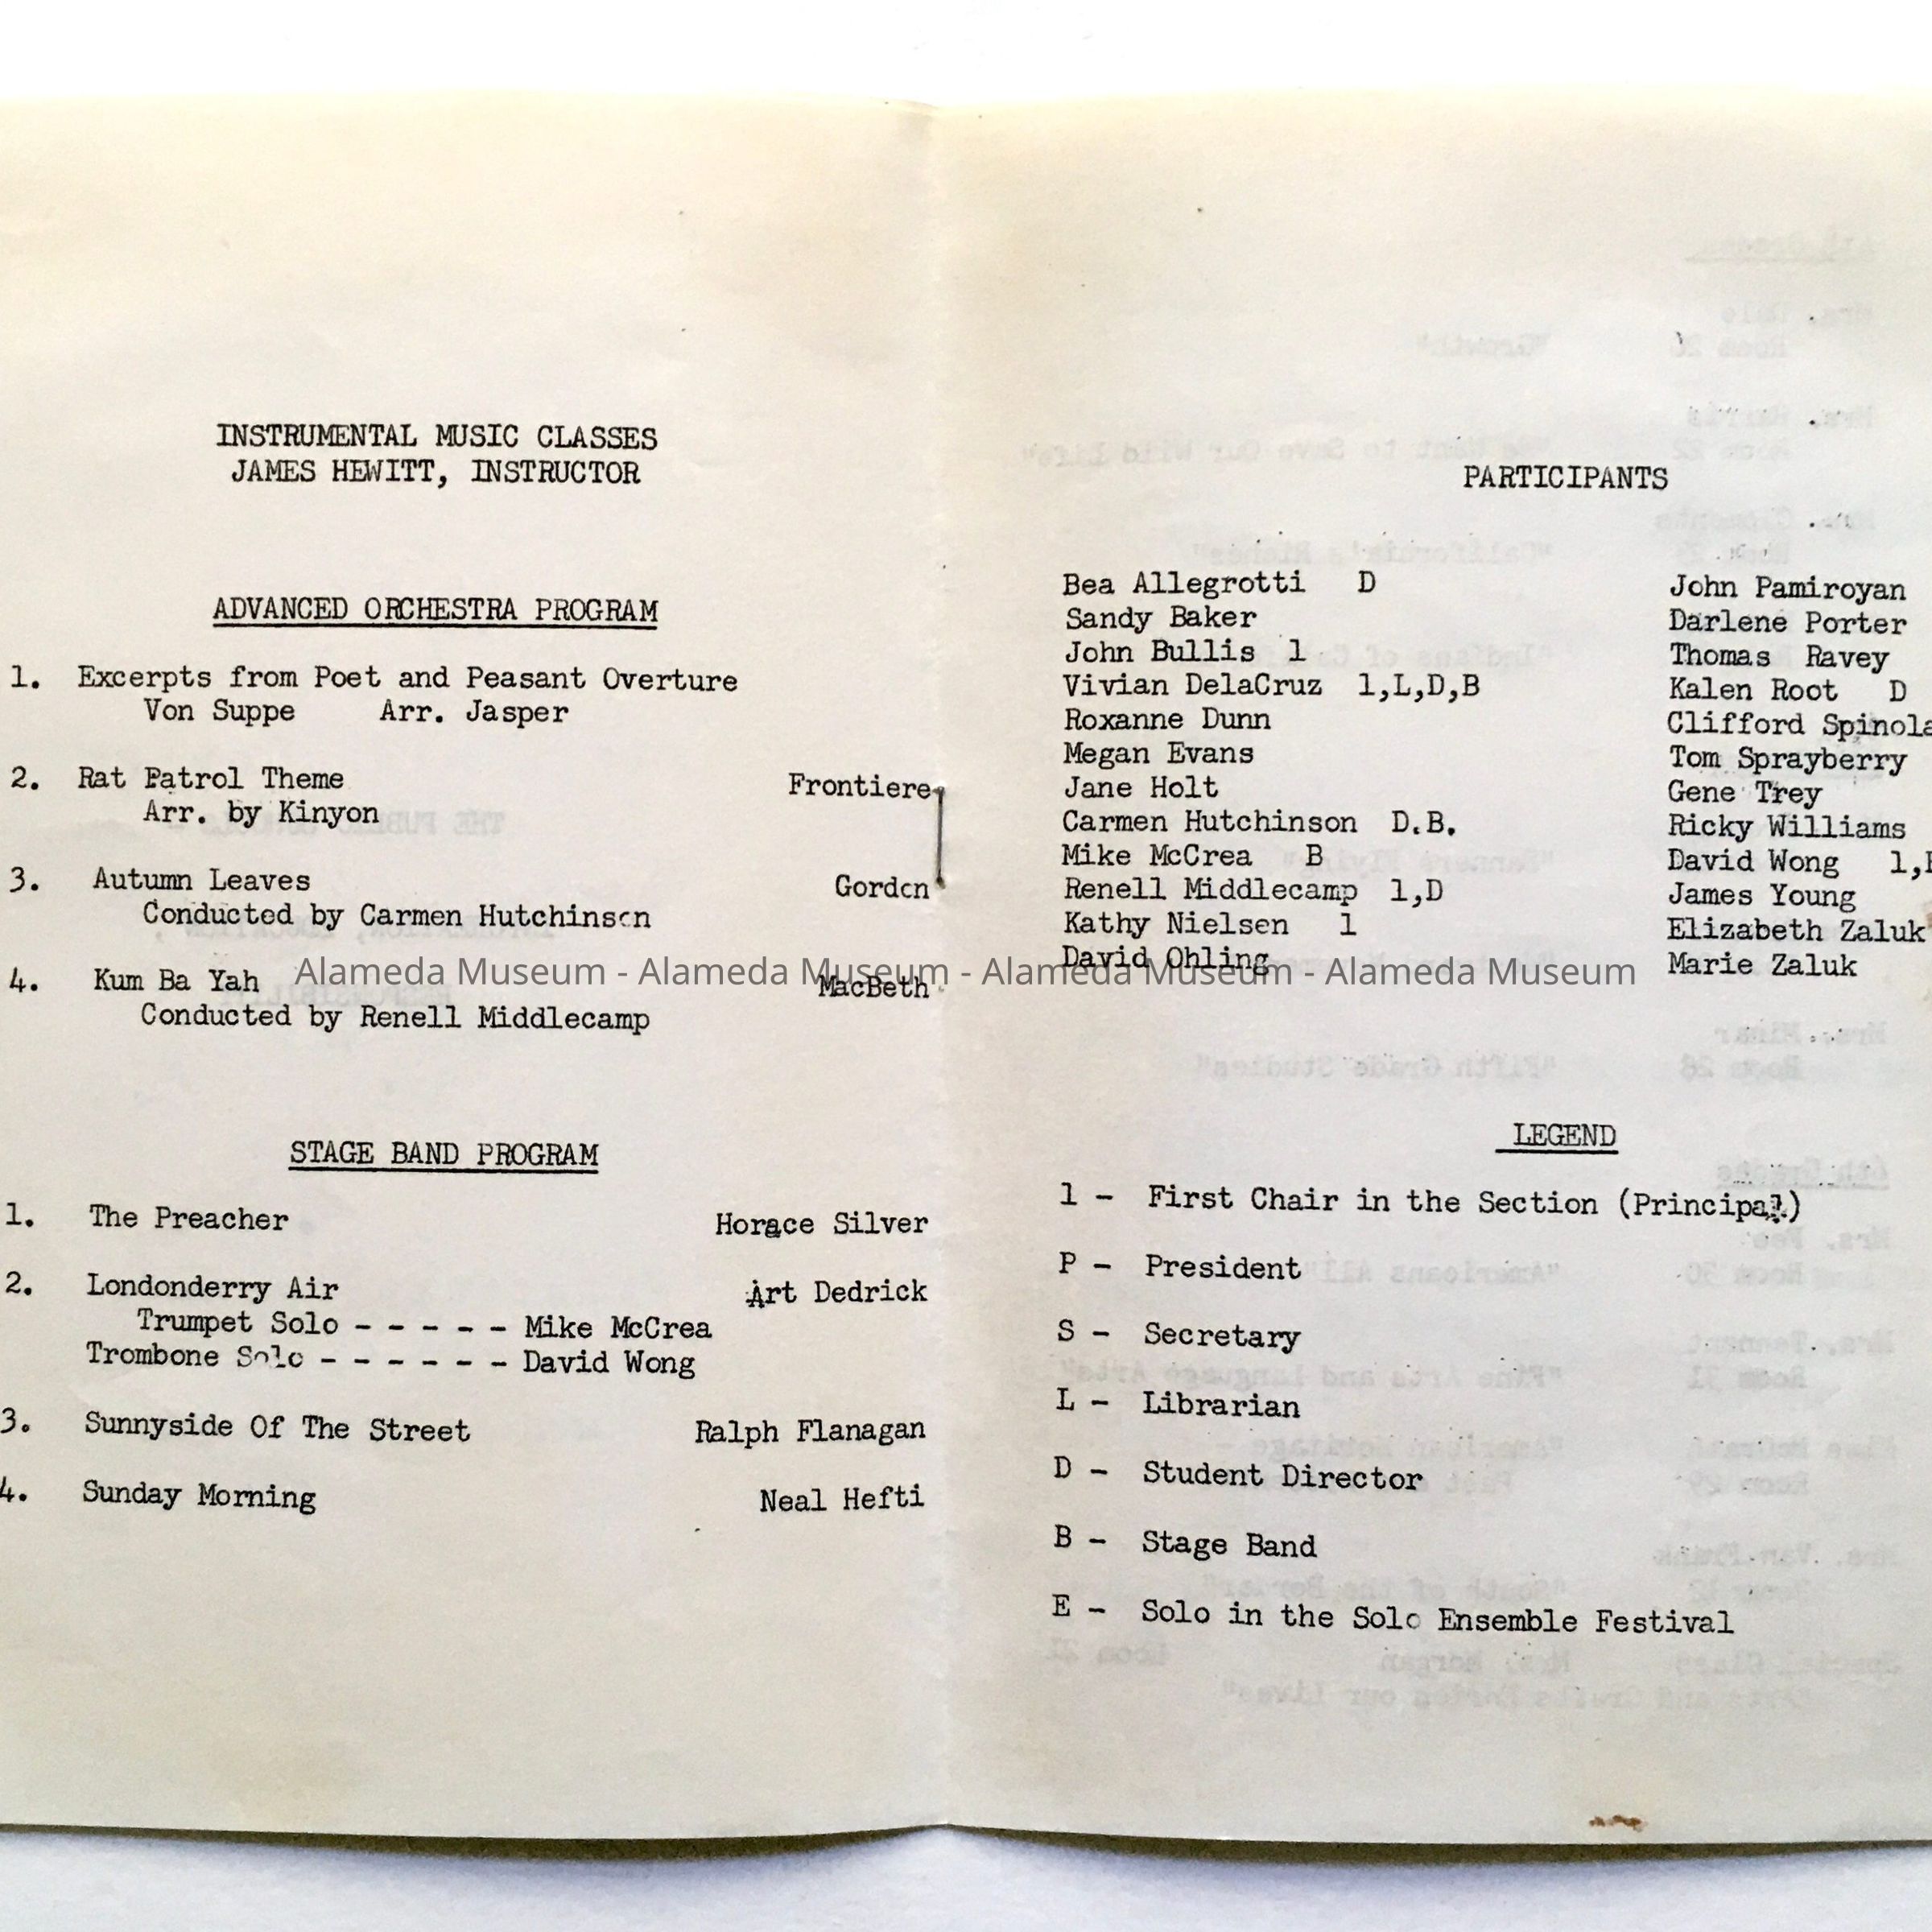 INSTRUMENTAL MUSIC CLASSES
JAMES HEWITT, INSTRUCTOR
ADVANCED ORCHESTRA PROGRAM
1. Excerpts from Poet and Peasant Overture
Von Suppe Arr. Jasper
2. Rat Patrol Theme Frontiere
Arr. by Kinyon
3. Autumn Leaves Gordon
Conducted by Carmen Hutchinson
4. Kum Ba Yah MacBeth
Conducted by Renell Middlecamp
STAGE BAND PROGRAM
1. The Preacher Horace Silver
2. Londonderry Air Art Dedrick
Trumpet Solo - - - - - Mike McCrea
Trombone Solo - - - - - - David Wong
3. Sunnyside Of The Street Ralph Flanagan
4. Sunday Morning Neal Hefti
PARTICIPANTS
Bea Allegrotti D
Sandy Baker
John Bullis 1
Vivian DelaCruz 1,L,D,B
Roxanne Dunn
Megan Evans
Jane Holt
Carmen Hutchinson D.B.
Mike McCrea B
Renell Middlecamp 1,D
Kathy Nielsen 1
David Ohling
John Pamiroyan
Darlene Porter
Thomas Ravey
Kalen Root D
Clifford Spinola
Tom Sprayberry
Gene Trey
Ricky Williams
David Wong 1,
James Young
Elizabeth Zaluk
Marie Zaluk
LEGEND
1 - First Chair in the Section (Principal)
P - President
S - Secretary
L - Librarian
D - Student Director
B - Stage Band
E - Solo in the Solo Ensemble Festival
Alameda Museum - Alameda Museum - Alameda Museum - Alameda Museum